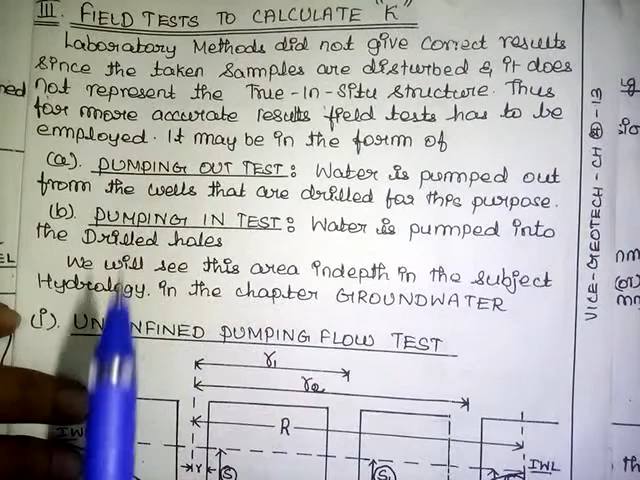 III. FIELD TESTS TO CALCULATE "K"
Laboratory Methods did not give correct results
since the taken samples are disturbed & it does
not represent the True-In-Situ structure. Thus
for more accurate results field tests has to be
employed. It may be in the form of
(a). PUMPING OUT TEST: Water is pumped out
from the wells that are drilled for this purpose.
(b). PUMPING IN TEST: Water is pumped into
the Drilled holes
We will see this area indepth in the subject
Hydrology. in the chapter GROUNDWATER
(i). UNCONFINED PUMPING FLOW TEST
r1
r2
R
IWL
r
S
S1
IWL
VICE-GEOTECH-CH-13